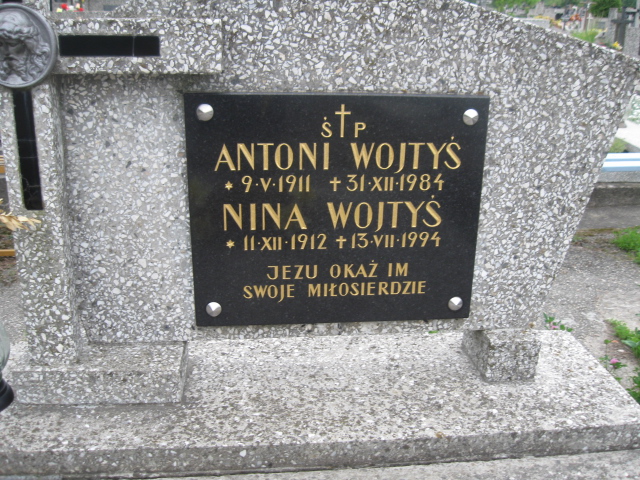 Ś † P
ANTONI WOJTYŚ
* 9·V·1911 † 31·XII·1984
NINA WOJTYŚ
* 11·XII·1912 † 13·VII·1994
JEZU OKAŻ IM
SWOJE MIŁOSIERDZIE